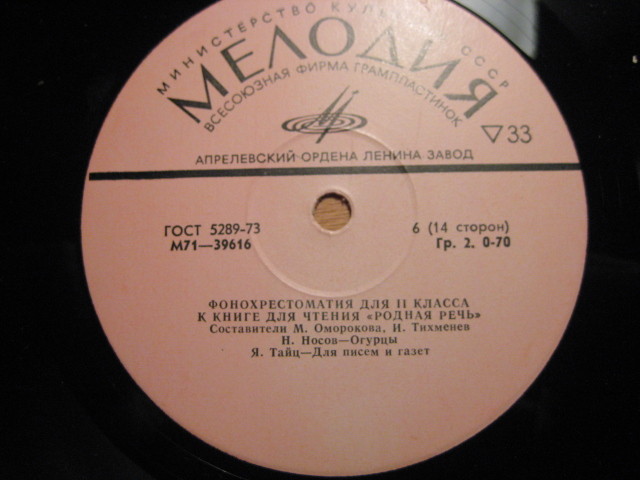 МИНИСТЕРСТВО КУЛЬ СССР
МЕЛОДИЯ
ВСЕСОЮЗНАЯ ФИРМА ГРАМПЛАСТИНОК
▽33
АПРЕЛЕВСКИЙ ОРДЕНА ЛЕНИНА ЗАВОД
ГОСТ 5289-73 6 (14 сторон)
М71—39616 Гр. 2. 0-70
ФОНОХРЕСТОМАТИЯ ДЛЯ II КЛАССА
К КНИГЕ ДЛЯ ЧТЕНИЯ «РОДНАЯ РЕЧЬ»
Составители М. Оморокова, И. Тихменев
Н. Носов—Огурцы
Я. Тайц—Для писем и газет